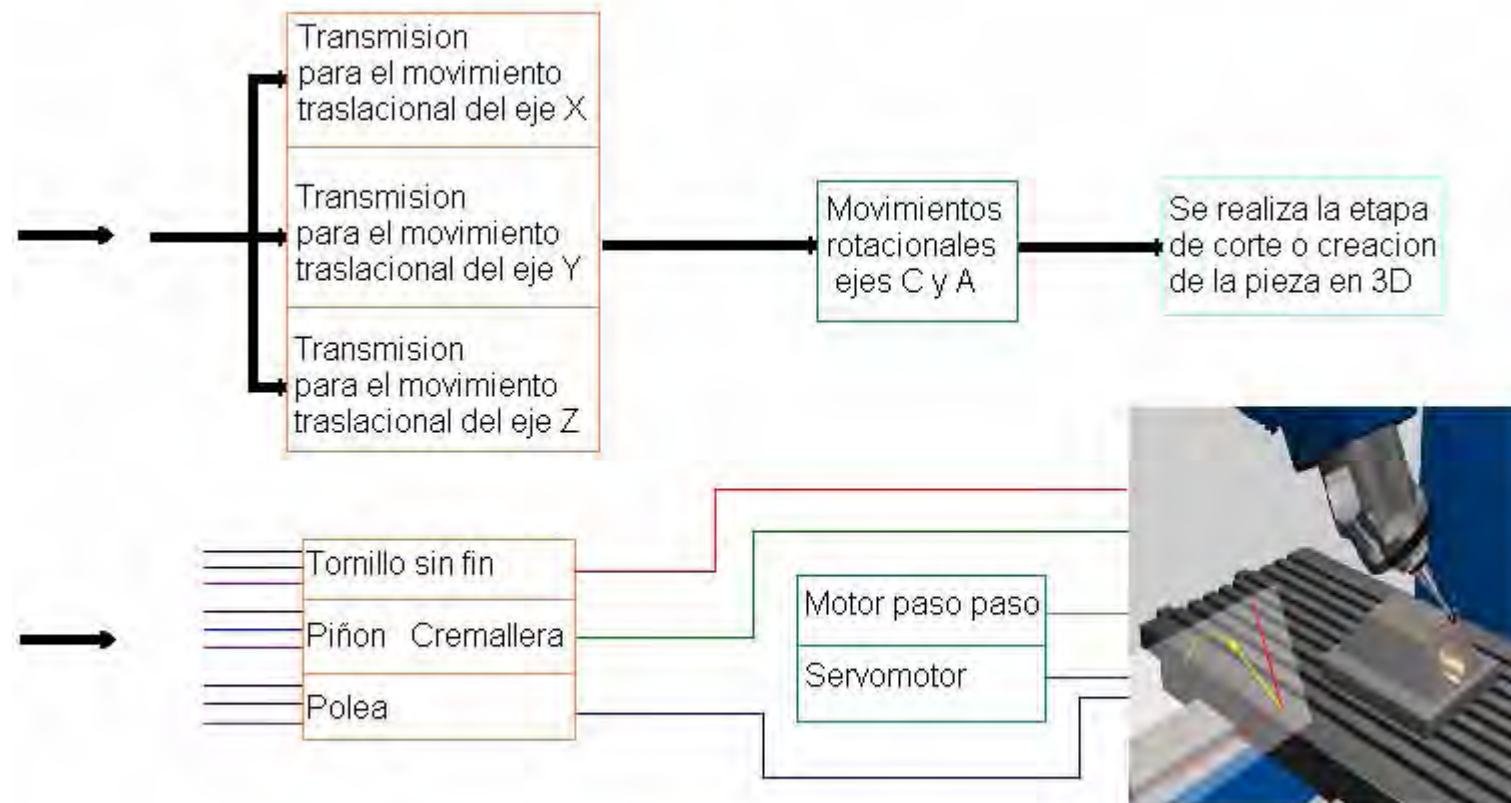 Transmision
para el movimiento
traslacional del eje X
Transmision
para el movimiento
traslacional del eje Y
Transmision
para el movimiento
traslacional del eje Z
Movimientos
rotacionales
ejes C y A
Se realiza la etapa
de corte o creacion
de la pieza en 3D
Tornillo sin fin
Piñon Cremallera
Polea
Motor paso paso
Servomotor